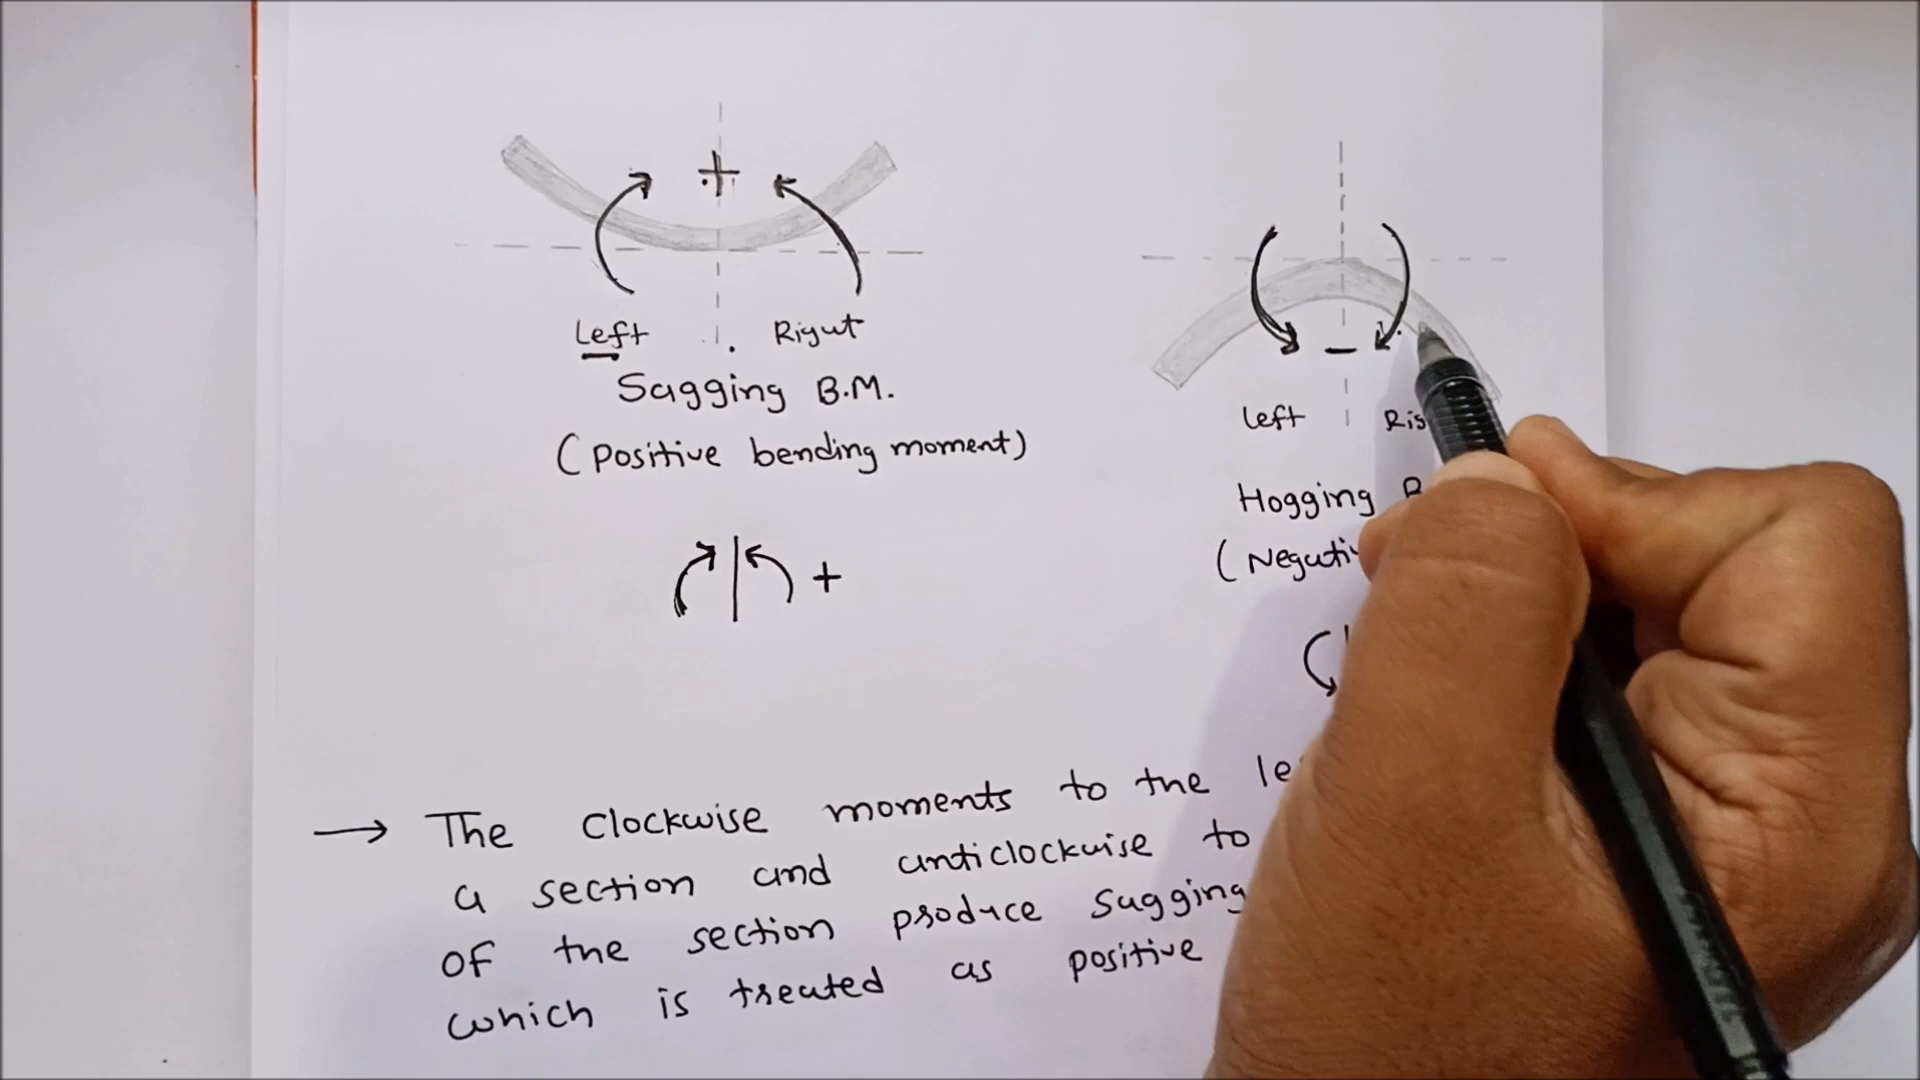 +
Left Right
Sagging B.M.
(Positive bending moment)
+
−
Left
Hogging
(
→ The clockwise moments to the
a section and anticlockwise to
of the section produce sagging
which is treated as positive